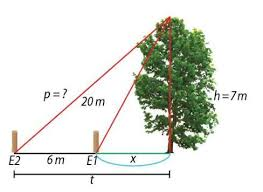 p = ?
20 m
h = 7 m
E2 6 m E1 x
t